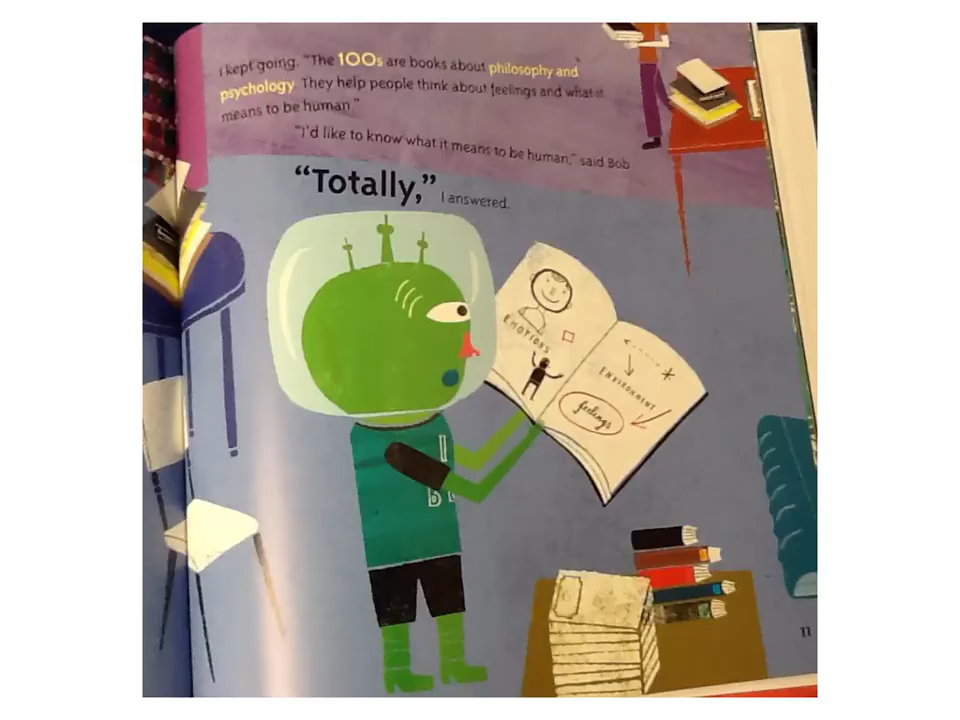 I kept going. "The 100s are books about philosophy and
psychology. They help people think about feelings and what it
means to be human."
"I'd like to know what it means to be human," said Bob
"Totally," I answered.
EMOTIONS
ENVIRONMENT
feelings
11